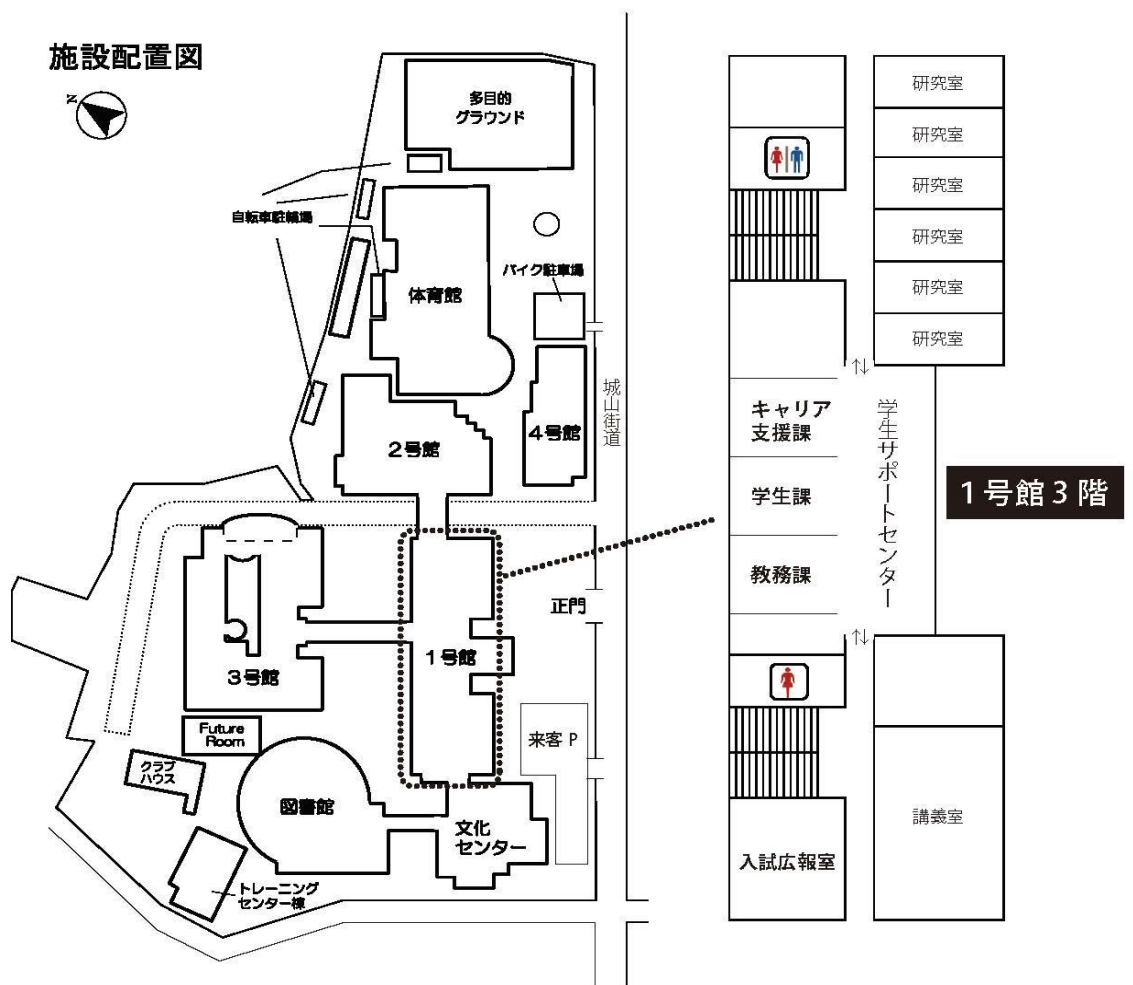 施設配置図
N
多目的
グラウンド
自転車駐輪場
体育館
バイク駐車場
城山街道
2号館
4号館
正門
3号館
1号館
Future
Room
クラブ
ハウス
来客 P
図書館
文化
センター
トレーニング
センター棟
研究室
研究室
研究室
研究室
研究室
研究室
キャリア
支援課
学生課
教務課
学生サポートセンター
1号館3階
入試広報室
講義室